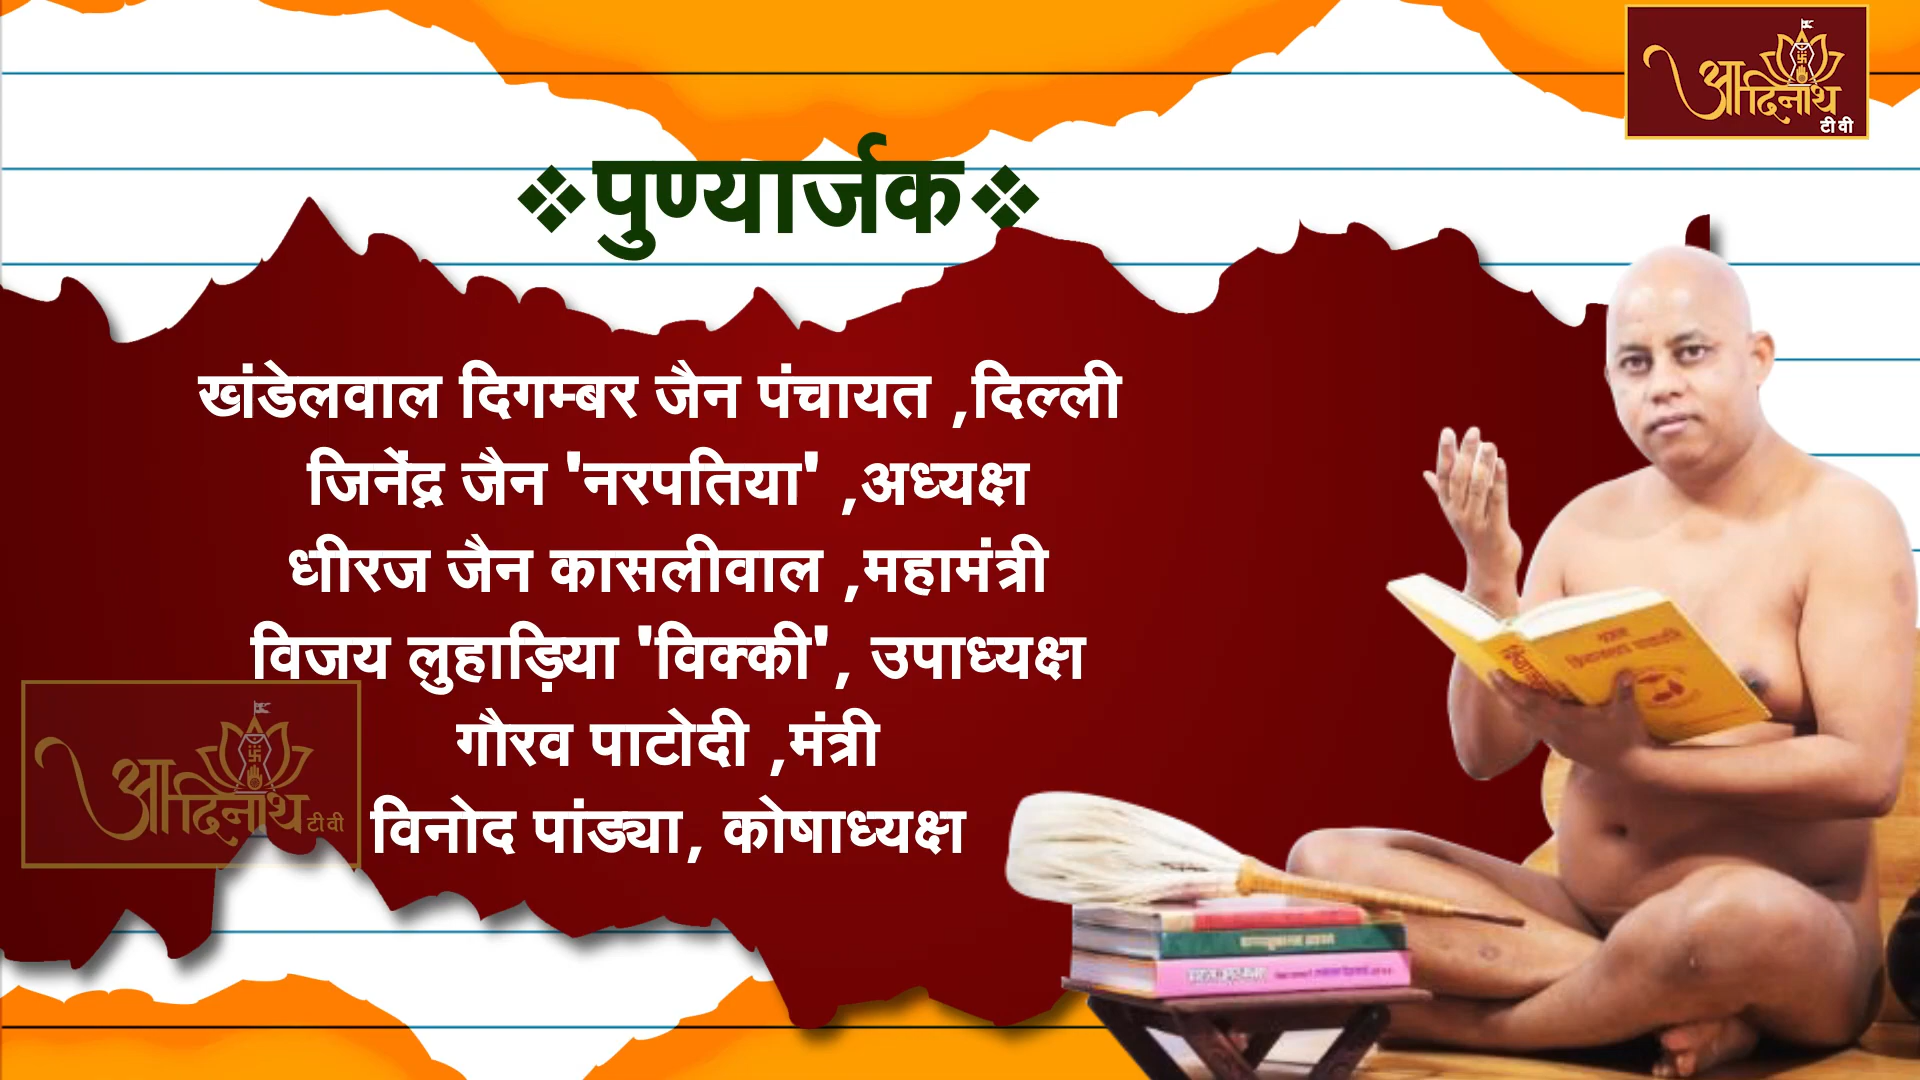 आदिनाथ
टी वी
❖पुण्यार्जक❖
खंडेलवाल दिगम्बर जैन पंचायत ,दिल्ली
जिनेंद्र जैन 'नरपतिया' ,अध्यक्ष
धीरज जैन कासलीवाल ,महामंत्री
विजय लुहाड़िया 'विक्की', उपाध्यक्ष
गौरव पाटोदी ,मंत्री
विनोद पांड्या, कोषाध्यक्ष
आदिनाथ टी वी